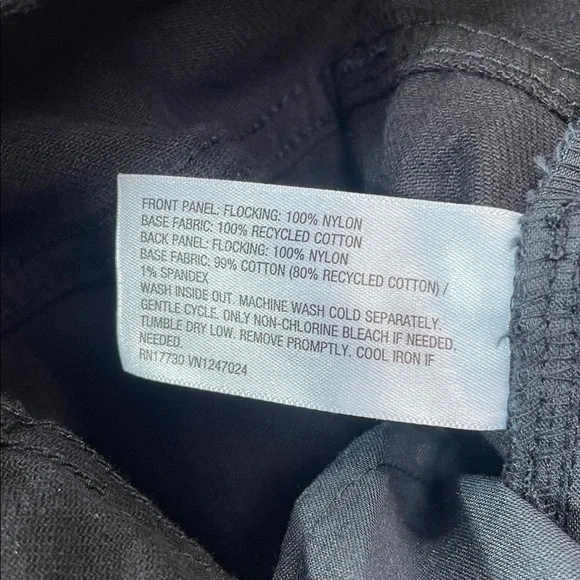 FRONT PANEL: FLOCKING: 100% NYLON
BASE FABRIC: 100% RECYCLED COTTON
BACK PANEL: FLOCKING: 100% NYLON
BASE FABRIC: 99% COTTON (80% RECYCLED COTTON) /
1% SPANDEX
WASH INSIDE OUT. MACHINE WASH COLD SEPARATELY.
GENTLE CYCLE. ONLY NON-CHLORINE BLEACH IF NEEDED.
TUMBLE DRY LOW. REMOVE PROMPTLY. COOL IRON IF
NEEDED.
RN17730 VN1247024